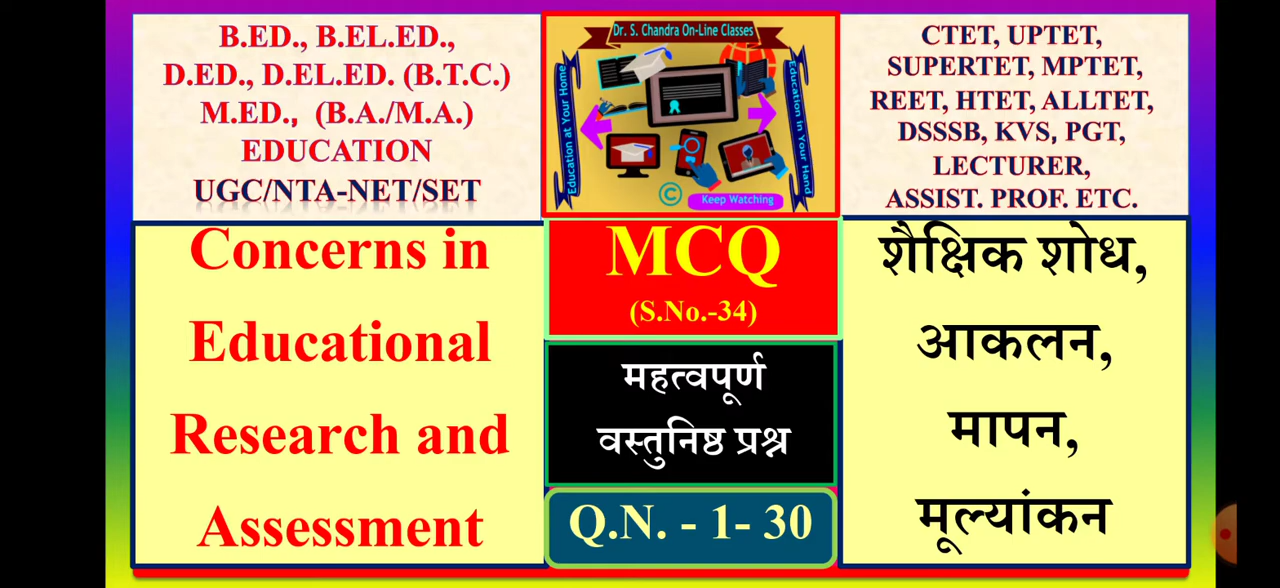 B.ED., B.EL.ED.,
D.ED., D.EL.ED. (B.T.C.)
M.ED., (B.A./M.A.)
EDUCATION
UGC/NTA-NET/SET
Dr. S. Chandra On-Line Classes
Education at Your Home
Education in Your Hand
©
Keep Watching
CTET, UPTET,
SUPERTET, MPTET,
REET, HTET, ALLTET,
DSSSB, KVS, PGT,
LECTURER,
ASSIST. PROF. ETC.
Concerns in
Educational
Research and
Assessment
MCQ
(S.No.-34)
महत्वपूर्ण
वस्तुनिष्ठ प्रश्न
Q.N. - 1- 30
शैक्षिक शोध,
आकलन,
मापन,
मूल्यांकन